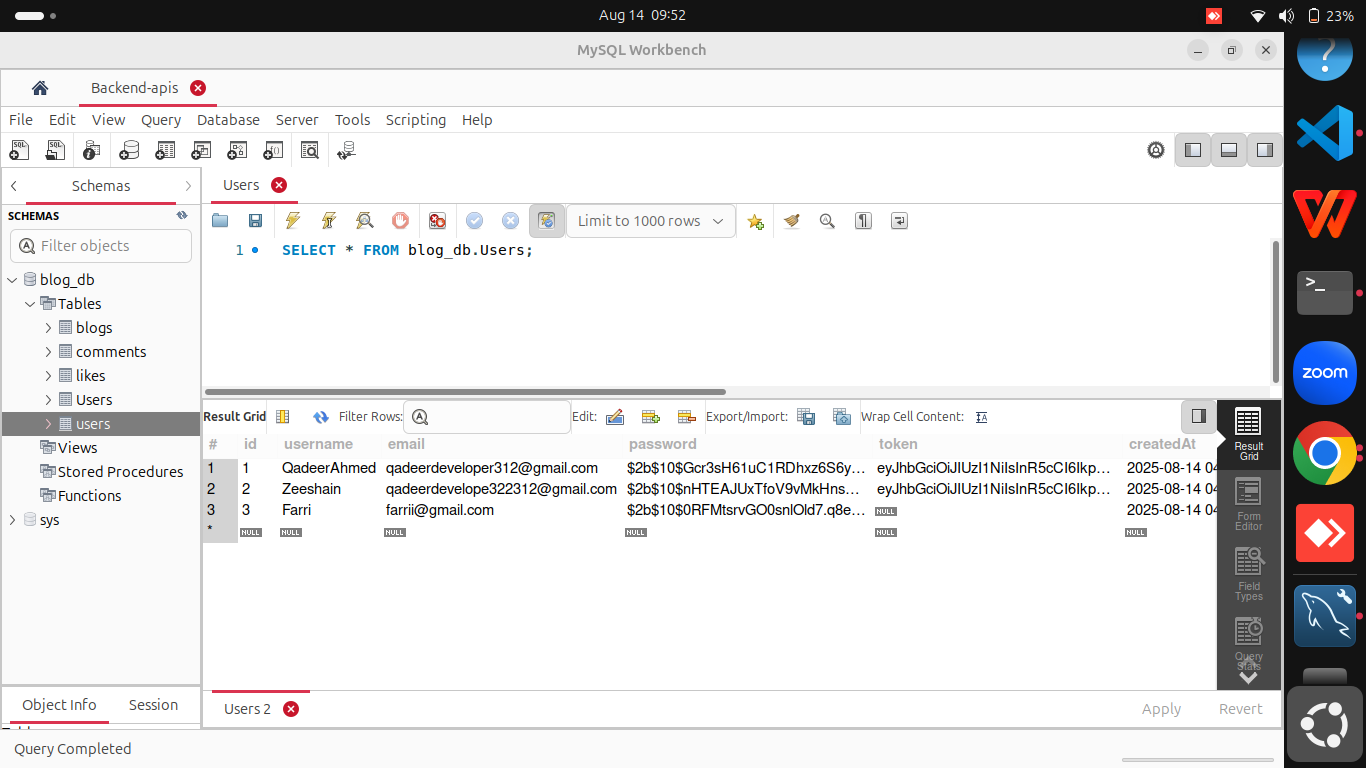 Aug 14 09:52
23%
MySQL Workbench
Backend-apis
File Edit View Query Database Server Tools Scripting Help
Schemas
Users
SCHEMAS
Limit to 1000 rows
Filter objects
1 SELECT * FROM blog_db.Users;
blog_db
Tables
blogs
comments
likes
Users
users
Views
Stored Procedures
Functions
sys
Result Grid Filter Rows: Edit: Export/Import: Wrap Cell Content:
# id username email password token createdAt
1 1 QadeerAhmed qadeerdeveloper312@gmail.com $2b$10$Gcr3sH61uC1RDhxz6S6y... eyJhbGciOiJIUzI1NiIsInR5cCI6Ikp... 2025-08-14 04
2 2 Zeeshain qadeerdevelope322312@gmail.com $2b$10$nHTEAJUxTfoV9vMkHns... eyJhbGciOiJIUzI1NiIsInR5cCI6Ikp... 2025-08-14 04
3 3 Farri farrii@gmail.com $2b$10$0RFMtsrvGO0snlOld7.q8e... NULL 2025-08-14 04
* NULL NULL NULL NULL NULL NULL
Result
Grid
Form
Editor
Field
Types
Query
Stats
Object Info Session
Users 2
Apply Revert
Query Completed
zoom